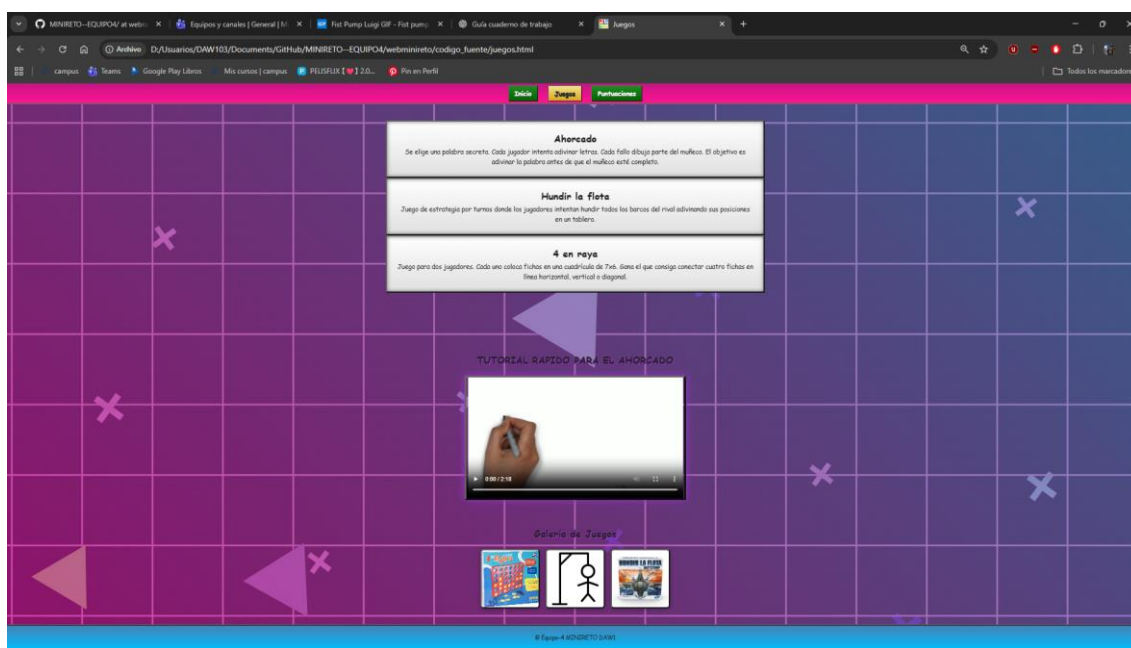 MINIRETO--EQUIPO4/ at webmi
Equipos y canales | General | Mi
Fist Pump Luigi GIF - Fist pump
Guía cuaderno de trabajo
Juegos
Archivo D:/Usuarios/DAW103/Documents/GitHub/MINIRETO--EQUIPO4/webminireto/codigo_fuente/juegos.html
campus
Teams
Google Play Libros
Mis cursos | campus
PELISFLIX
2.0...
Pin en Perfil
Todos los marcadores
Inicio
Juegos
Puntuaciones
Ahorcado
Se elige una palabra secreta. Cada jugador intenta adivinar letras. Cada fallo dibuja parte del muñeco. El objetivo es
adivinar la palabra antes de que el muñeco esté completo.
Hundir la flota
Juego de estrategia por turnos donde los jugadores intentan hundir todos los barcos del rival adivinando sus posiciones
en un tablero.
4 en raya
Juego para dos jugadores. Cada uno coloca fichas en una cuadrícula de 7x6. Gana el que consiga conectar cuatro fichas en
línea horizontal, vertical o diagonal.
TUTORIAL RAPIDO PARA EL AHORCADO
0:00 / 2:18
Galeria de Juegos
HUNDIR LA FLOTA
© Equipo-4 MINIRETO DAW1